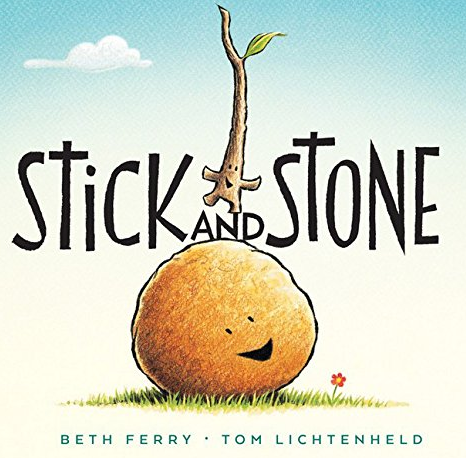 STiCK AND STONE
BETH FERRY • TOM LICHTENHELD